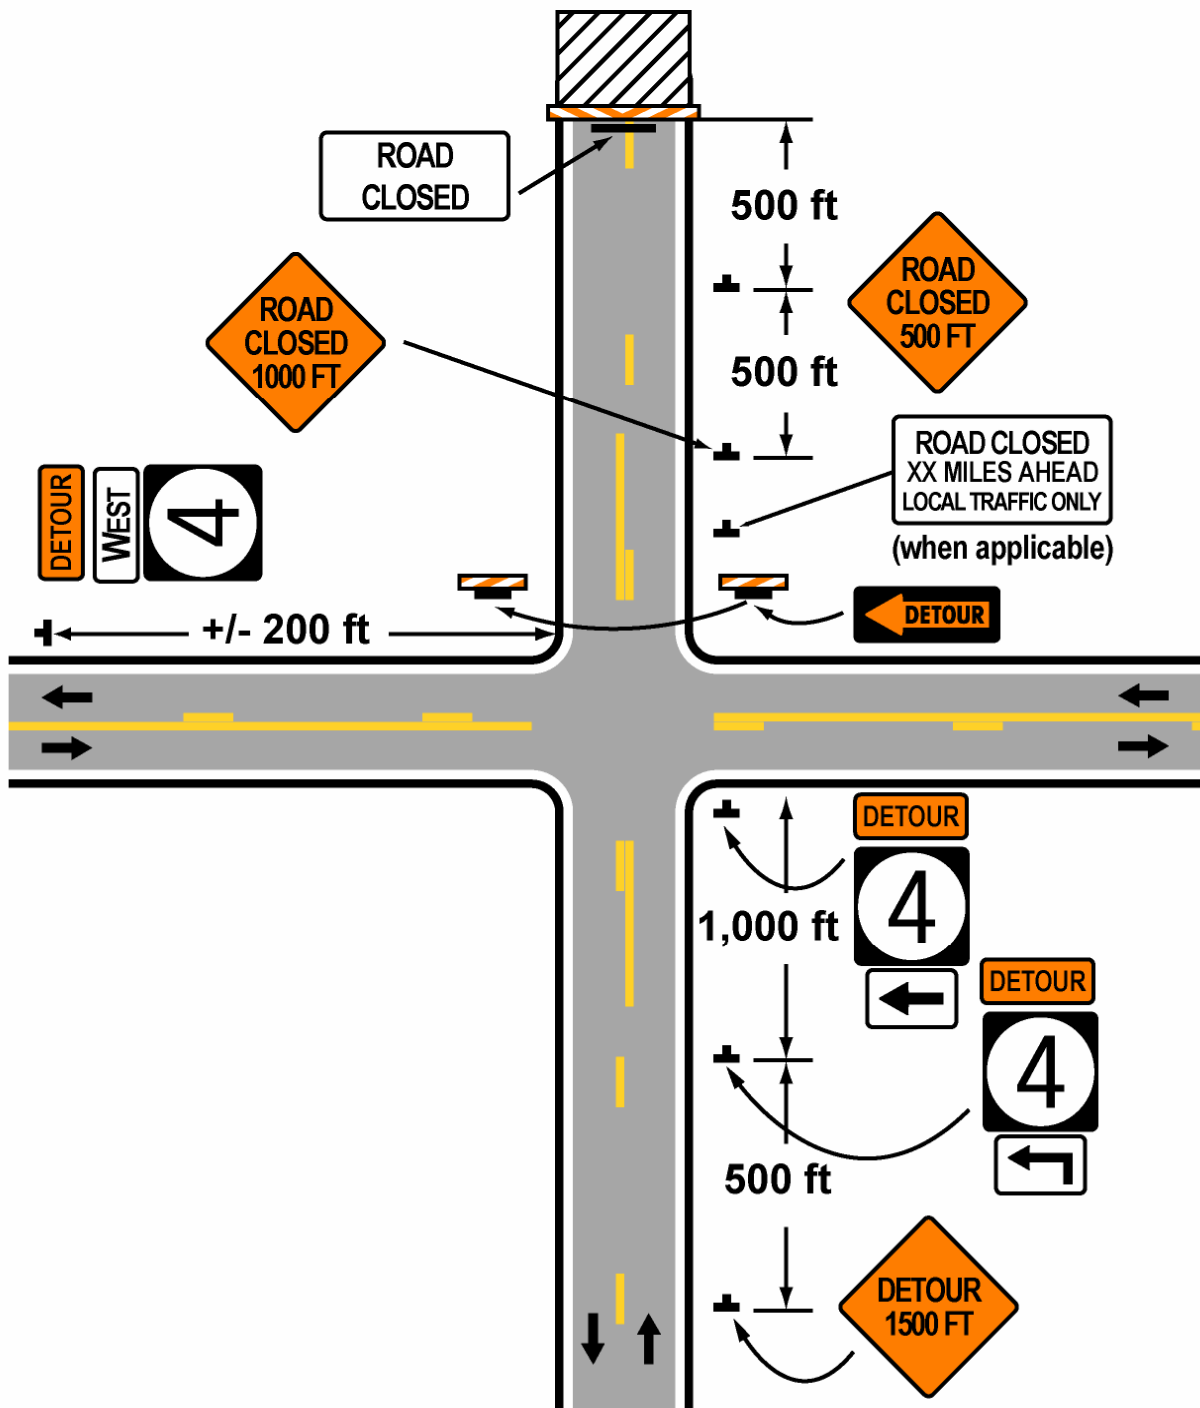 ROAD
CLOSED
500 ft
ROAD
CLOSED
500 FT
ROAD
CLOSED
1000 FT
500 ft
ROAD CLOSED
XX MILES AHEAD
LOCAL TRAFFIC ONLY
(when applicable)
DETOUR
WEST
4
DETOUR
+/- 200 ft
DETOUR
4
1,000 ft
DETOUR
4
500 ft
DETOUR
1500 FT